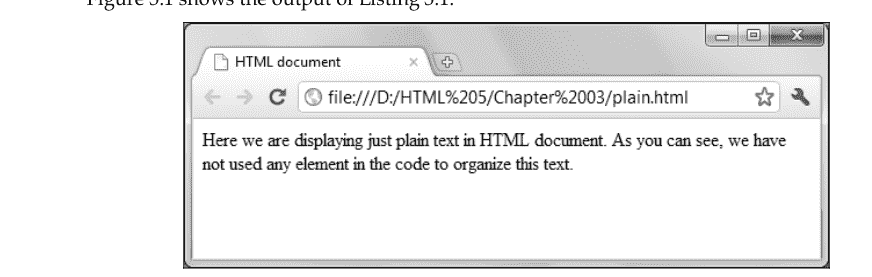 Figure 3.1 shows the output of Listing 3.1.
HTML document
file:///D:/HTML%205/Chapter%2003/plain.html
Here we are displaying just plain text in HTML document. As you can see, we have
not used any element in the code to organize this text.